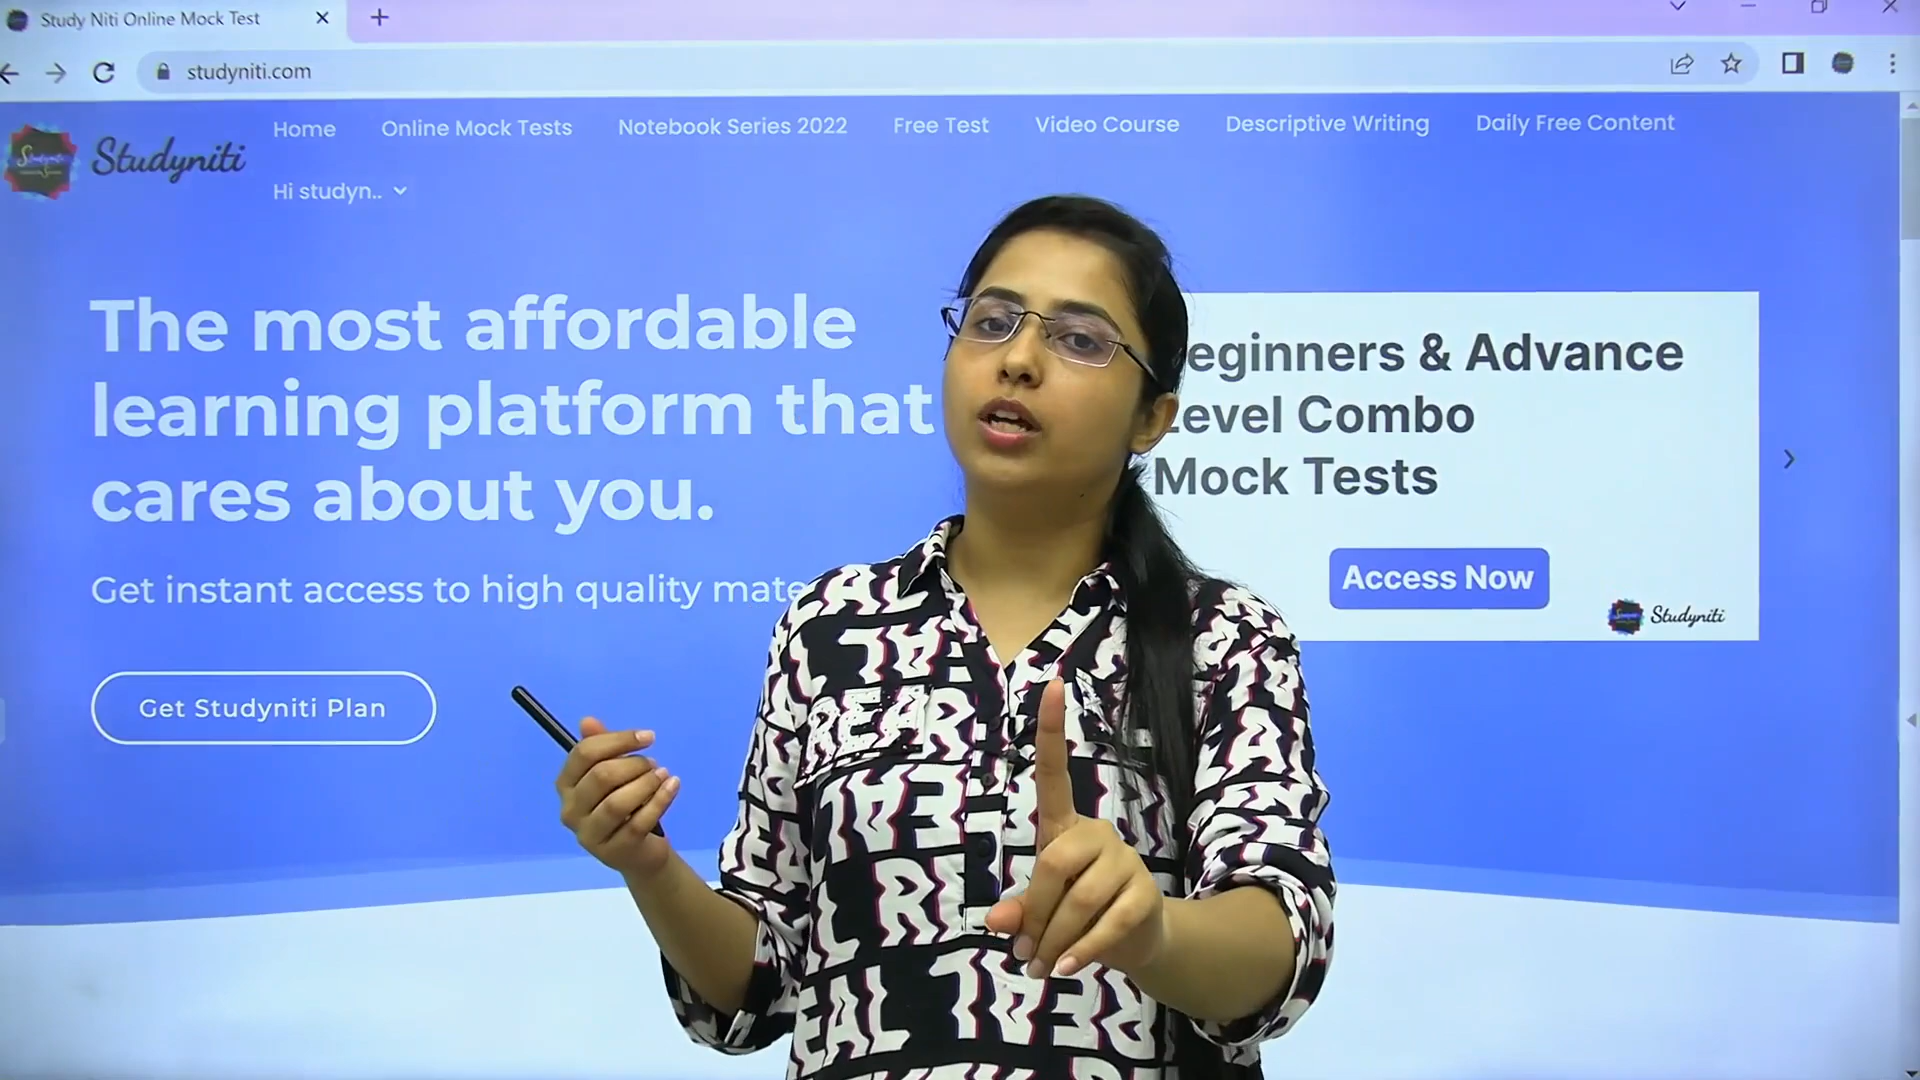 Study Niti Online Mock Test
studyniti.com
Studyniti
Home
Online Mock Tests
Notebook Series 2022
Free Test
Video Course
Descriptive Writing
Daily Free Content
Hi studyn..
The most affordable
learning platform that
cares about you.
Get instant access to high quality mate
Get Studyniti Plan
eginners & Advance
Level Combo
Mock Tests
Access Now
Studyniti
REAL